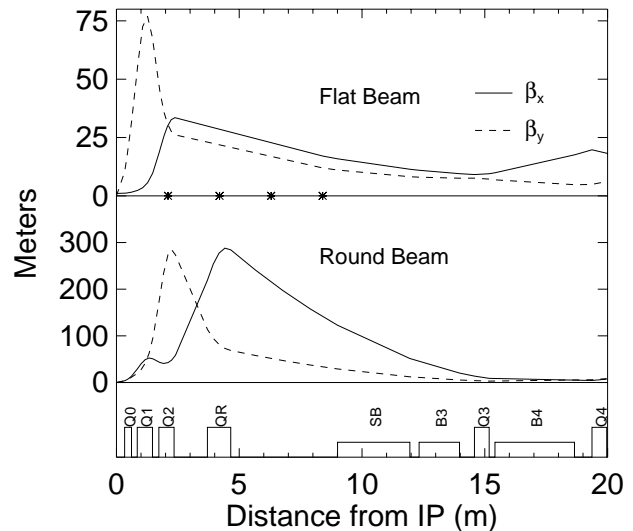 75
50
25
0
Flat Beam
βx
βy
Meters
300
200
100
0
Round Beam
Q0
Q1
Q2
QR
SB
B3
Q3
B4
Q4
0 5 10 15 20
Distance from IP (m)